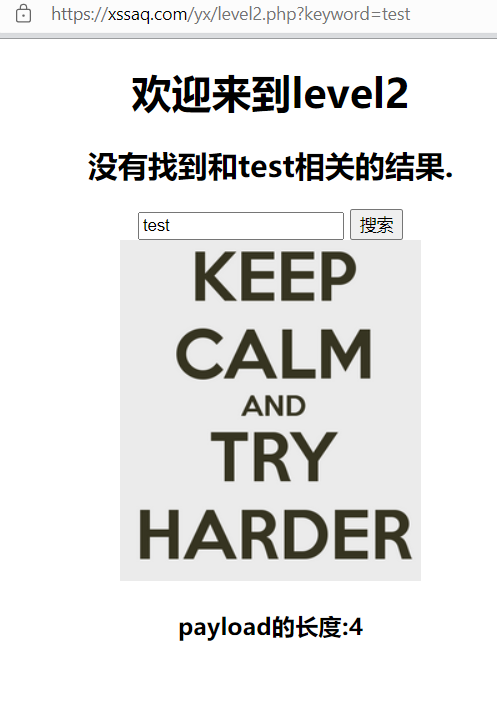 https://xssaq.com/yx/level2.php?keyword=test
欢迎来到level2
没有找到和test相关的结果.
test 搜索
KEEP
CALM
AND
TRY
HARDER
payload的长度:4